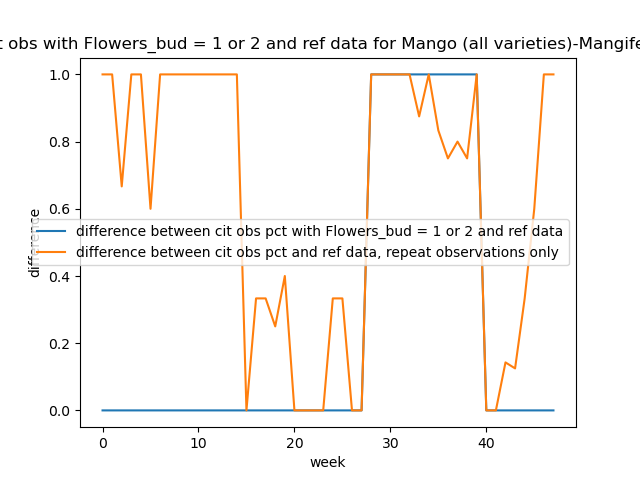 t obs with Flowers_bud = 1 or 2 and ref data for Mango (all varieties)-Mangife
1.0
0.8
0.6
0.4
0.2
0.0
difference
difference between cit obs pct with Flowers_bud = 1 or 2 and ref data
difference between cit obs pct and ref data, repeat observations only
0
10
20
30
40
week